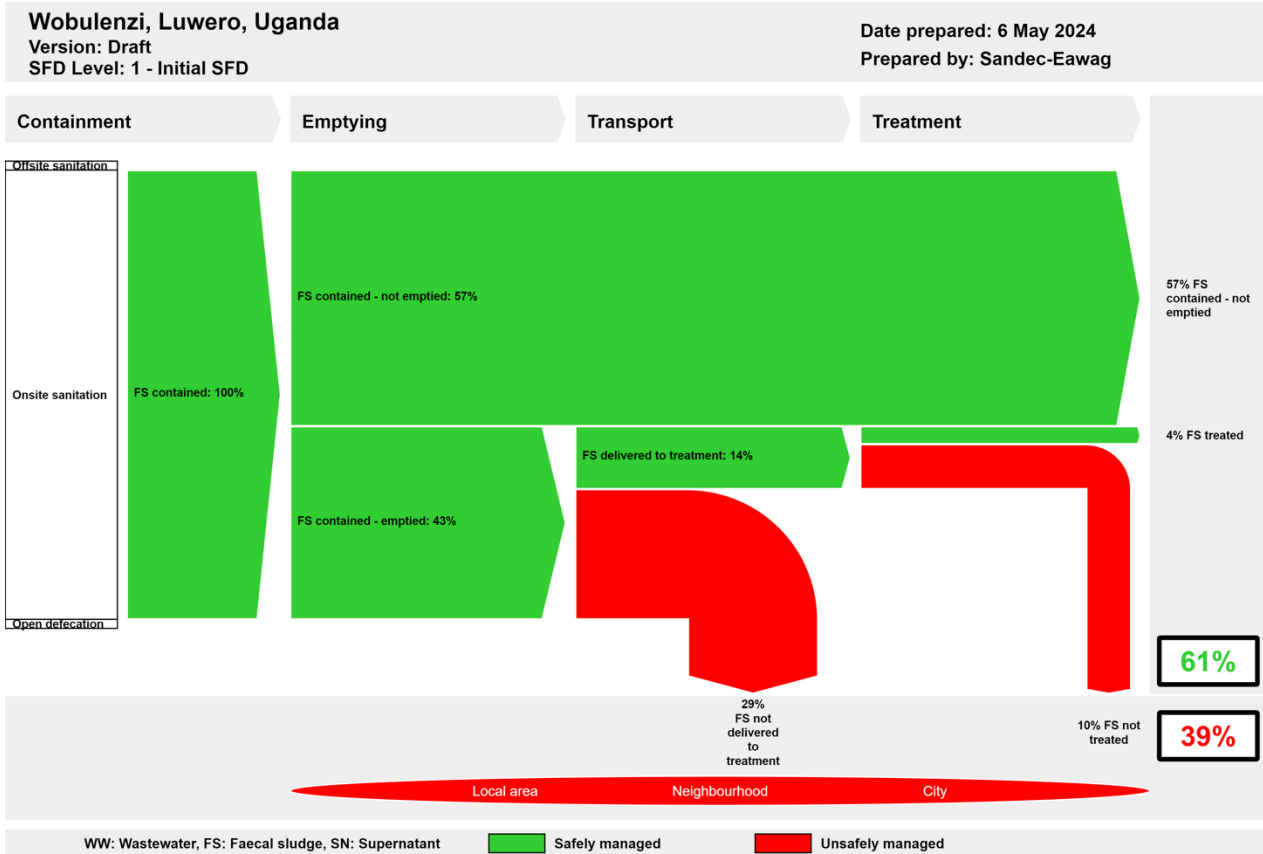 Wobulenzi, Luwero, Uganda
Version: Draft
SFD Level: 1 - Initial SFD
Date prepared: 6 May 2024
Prepared by: Sandec-Eawag
Containment
Emptying
Transport
Treatment
Offsite sanitation
Onsite sanitation
Open defecation
FS contained: 100%
FS contained - not emptied: 57%
FS contained - emptied: 43%
FS delivered to treatment: 14%
57% FS
contained - not
emptied
4% FS treated
61%
29%
FS not
delivered
to
treatment
10% FS not
treated
39%
Local area
Neighbourhood
City
WW: Wastewater, FS: Faecal sludge, SN: Supernatant
Safely managed
Unsafely managed